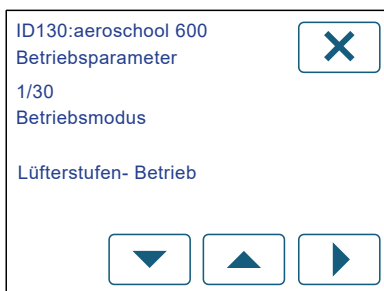 ID130:aeroschool 600
Betriebsparameter
1/30
Betriebsmodus
Lüfterstufen- Betrieb